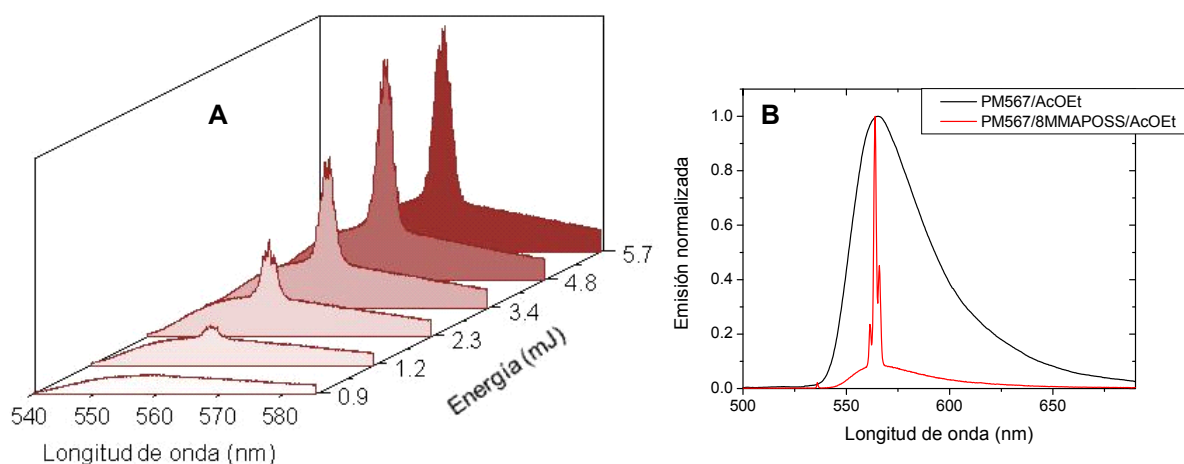 A
5.7
4.8
3.4
2.3
1.2
0.9
Energía (mJ)
540 550 560 570 580
Longitud de onda (nm)
B
PM567/AcOEt
PM567/8MMAPOSS/AcOEt
1.0
0.8
0.6
0.4
0.2
0.0
Emisión normalizada
500 550 600 650
Longitud de onda (nm)